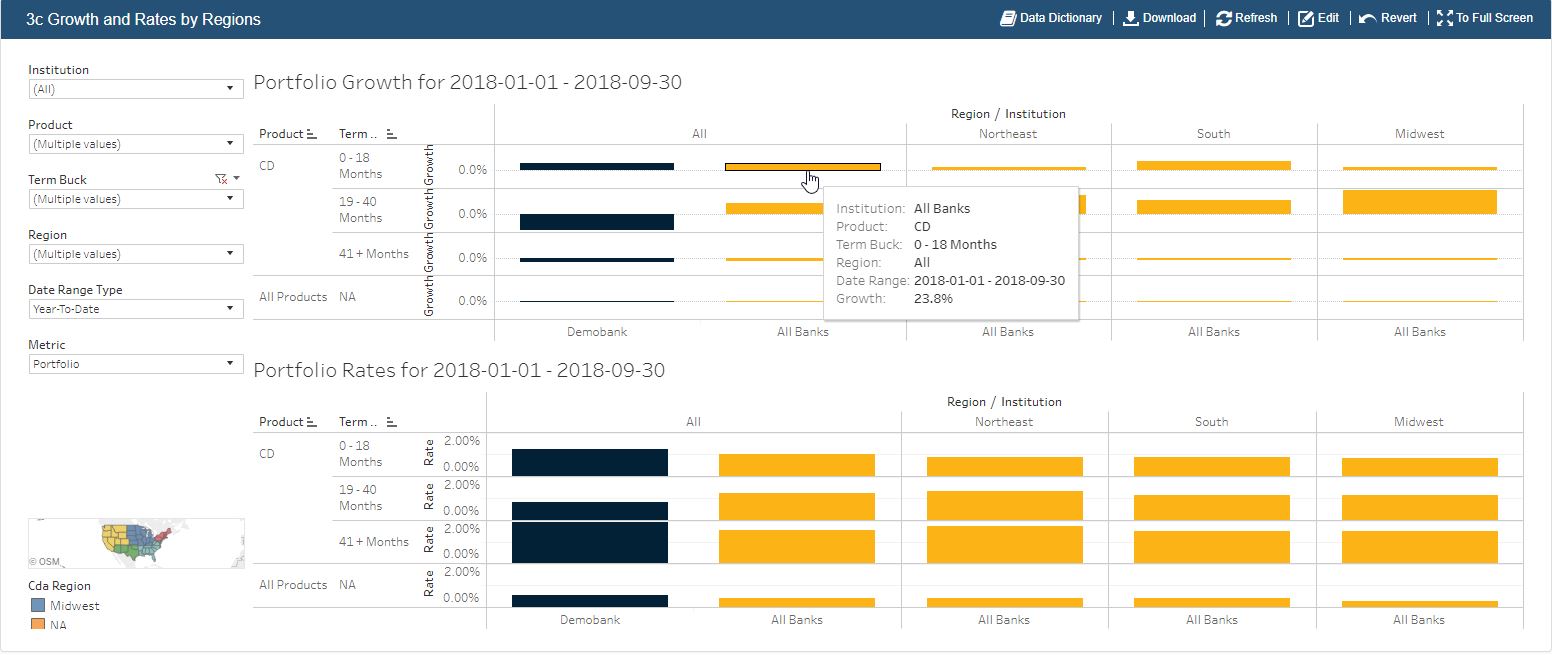 3c Growth and Rates by Regions
Data Dictionary
Download
Refresh
Edit
Revert
To Full Screen
Institution
(All)
Product
(Multiple values)
Term Buck
(Multiple values)
Region
(Multiple values)
Date Range Type
Year-To-Date
Metric
Portfolio
© OSM
Cda Region
Midwest
NA
Portfolio Growth for 2018-01-01 - 2018-09-30
Region / Institution
Product Term .. All Northeast South Midwest
CD 0 - 18 Months Growth 0.0%
19 - 40 Months Growth 0.0%
41 + Months Growth 0.0%
All Products NA Growth 0.0%
Demobank All Banks All Banks All Banks All Banks
Institution: All Banks
Product: CD
Term Buck: 0 - 18 Months
Region: All
Date Range: 2018-01-01 - 2018-09-30
Growth: 23.8%
Portfolio Rates for 2018-01-01 - 2018-09-30
Region / Institution
Product Term .. All Northeast South Midwest
CD 0 - 18 Months Rate 2.00% 0.00%
19 - 40 Months Rate 2.00% 0.00%
41 + Months Rate 2.00% 0.00%
All Products NA Rate 2.00% 0.00%
Demobank All Banks All Banks All Banks All Banks